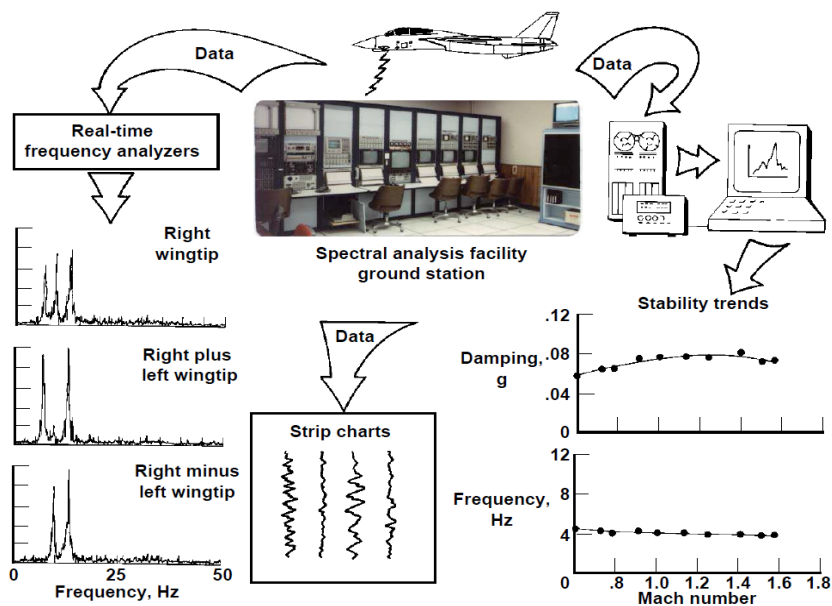 Data
Data
Real-time
frequency analyzers
Spectral analysis facility
ground station
Right
wingtip
Right plus
left wingtip
Right minus
left wingtip
0
25
50
Frequency, Hz
Data
Strip charts
Stability trends
.12
Damping,
g
.08
.04
0
12
Frequency,
Hz
8
4
0
.8
1.0
1.2
1.4
1.6
1.8
Mach number